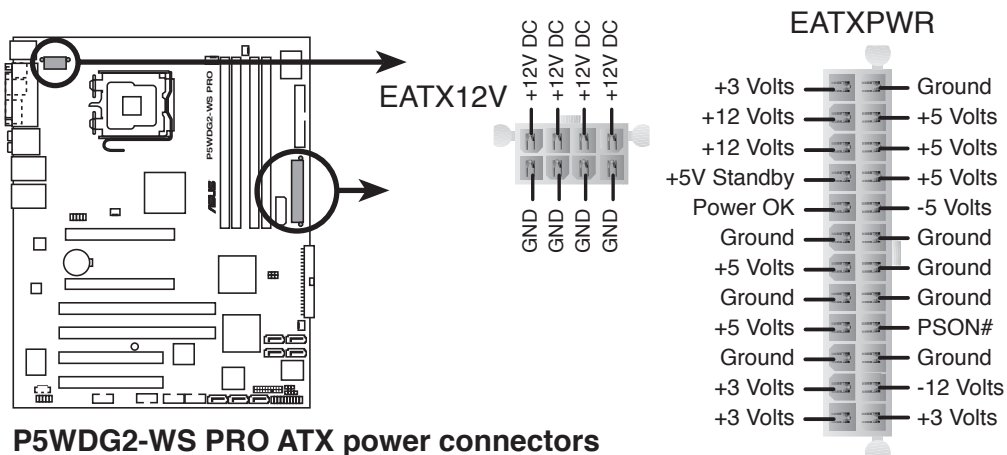 EATXPWR
+12V DC
+12V DC
+12V DC
+12V DC
EATX12V
GND
GND
GND
GND
+3 Volts
Ground
+12 Volts
+5 Volts
+12 Volts
+5 Volts
+5V Standby
+5 Volts
Power OK
-5 Volts
Ground
Ground
+5 Volts
Ground
Ground
Ground
+5 Volts
PSON#
Ground
Ground
+3 Volts
-12 Volts
+3 Volts
+3 Volts
P5WDG2-WS PRO
ASUS
P5WDG2-WS PRO ATX power connectors